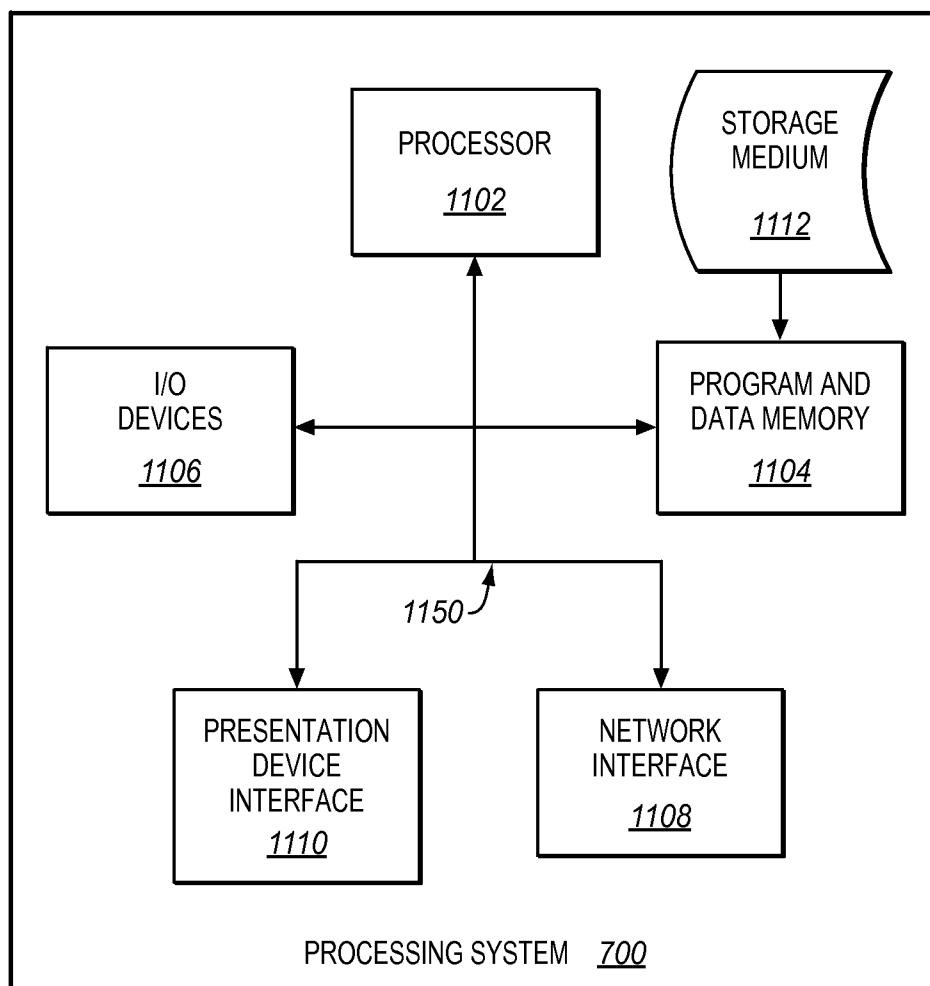 PROCESSOR
1102
STORAGE
MEDIUM
1112
I/O
DEVICES
1106
PROGRAM AND
DATA MEMORY
1104
1150
PRESENTATION
DEVICE
INTERFACE
1110
NETWORK
INTERFACE
1108
PROCESSING SYSTEM 700